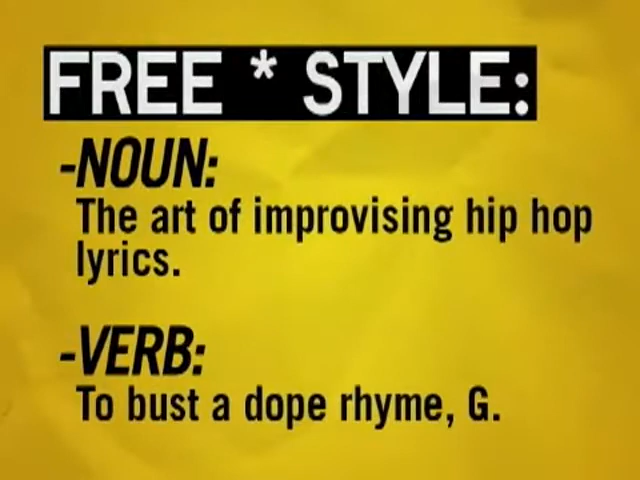 FREE * STYLE:
-NOUN:
The art of improvising hip hop
lyrics.
-VERB:
To bust a dope rhyme, G.